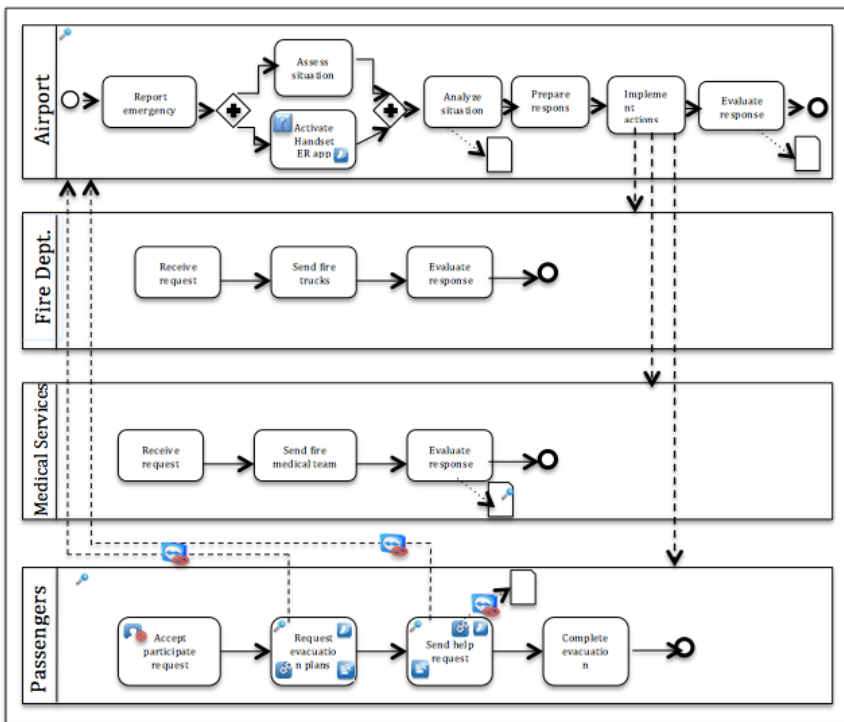 Airport
Report
emergency
Assess
situation
Activate
Handset
ER app
Analyze
situation
Prepare
respons
Impleme
nt
actions
Evaluate
response
Fire Dept.
Receive
request
Send fire
trucks
Evaluate
response
Medical Services
Receive
request
Send fire
medical team
Evaluate
response
Passengers
Accept
participate
request
Request
evacuatio
n plans
Send help
request
Complete
evacuatio
n